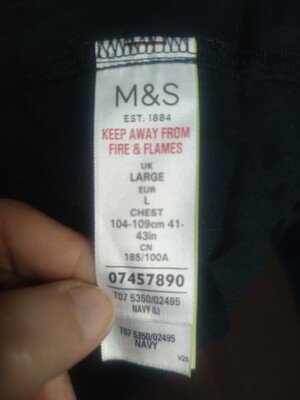 M&S
EST. 1884
KEEP AWAY FROM
FIRE & FLAMES
UK
LARGE
EUR
L
CHEST
104-109cm 41-
43in
CN
185/100A
07457890
T07 5350/02495
NAVY (L)
T07 5350/02495
NAVY
V25